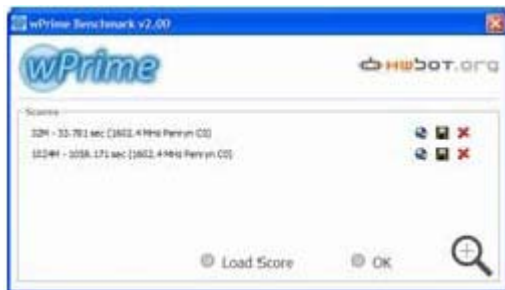 wPrime Benchmark v2.00
wPrime
HWBOT.org
Scores
32M - 33.781 sec (1602.4 MHz Penryn C0)
1024M - 1058.171 sec (1602.4 MHz Penryn C0)
Load Score
OK